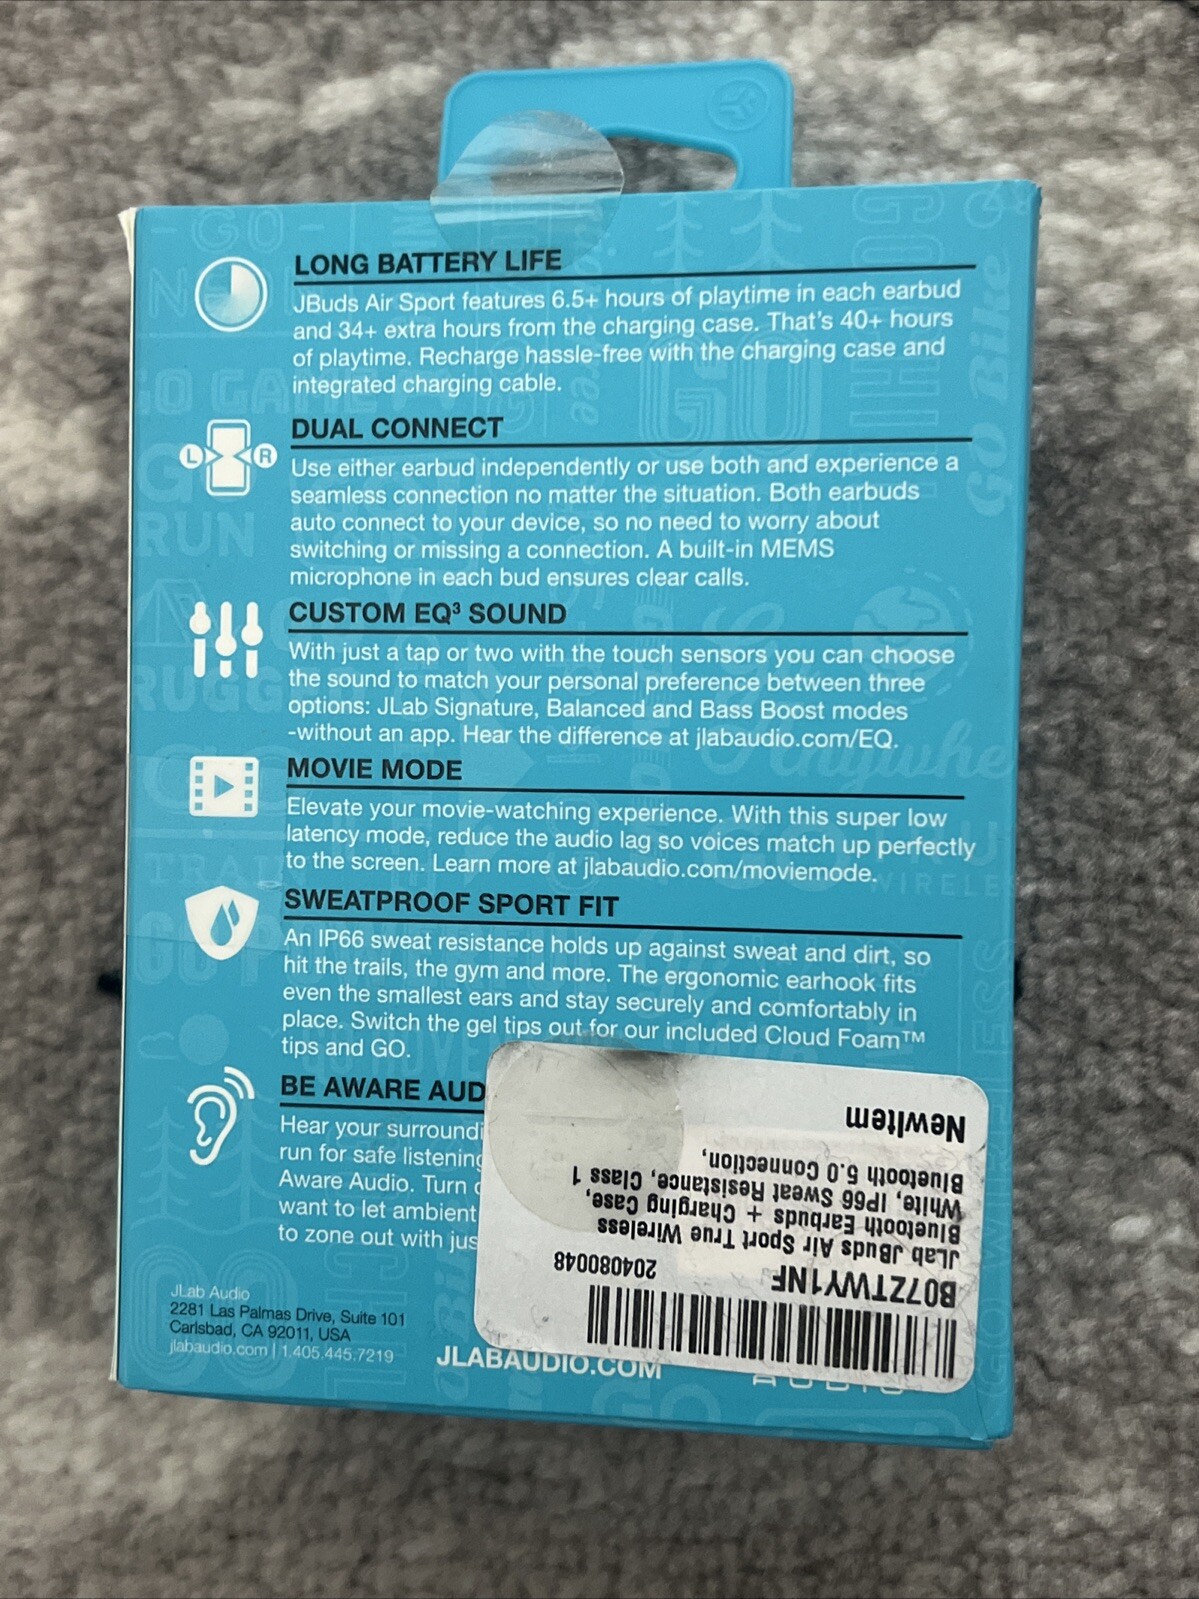 LONG BATTERY LIFE
JBuds Air Sport features 6.5+ hours of playtime in each earbud
and 34+ extra hours from the charging case. That's 40+ hours
of playtime. Recharge hassle-free with the charging case and
integrated charging cable.
L R
DUAL CONNECT
Use either earbud independently or use both and experience a
seamless connection no matter the situation. Both earbuds
auto connect to your device, so no need to worry about
switching or missing a connection. A built-in MEMS
microphone in each bud ensures clear calls.
CUSTOM EQ³ SOUND
With just a tap or two with the touch sensors you can choose
the sound to match your personal preference between three
options: JLab Signature, Balanced and Bass Boost modes
-without an app. Hear the difference at jlabaudio.com/EQ.
MOVIE MODE
Elevate your movie-watching experience. With this super low
latency mode, reduce the audio lag so voices match up perfectly
to the screen. Learn more at jlabaudio.com/moviemode.
SWEATPROOF SPORT FIT
An IP66 sweat resistance holds up against sweat and dirt, so
hit the trails, the gym and more. The ergonomic earhook fits
even the smallest ears and stay securely and comfortably in
place. Switch the gel tips out for our included Cloud Foam™
tips and GO.
BE AWARE AUD
Hear your surroundi
run for safe listening
Aware Audio. Turn
want to let ambient
to zone out with jus
JLab Audio
2281 Las Palmas Drive, Suite 101
Carlsbad, CA 92011, USA
jlabaudio.com | 1.405.445.7219
JLABAUDIO.COM
AUDIO
B07ZTWY1NF 204080048
JLab JBuds Air Sport True Wireless
Bluetooth Earbuds + Charging Case,
White, IP66 Sweat Resistance, Class 1
Bluetooth 5.0 Connection,
NewItem